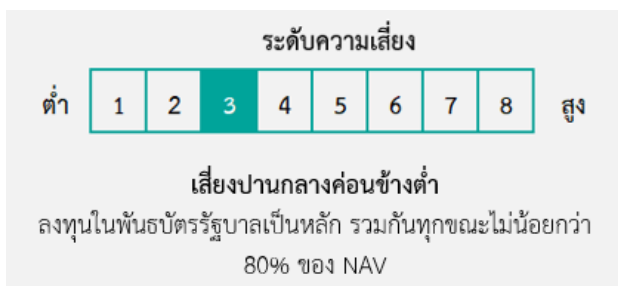 ระดับความเสี่ยง
ต่ำ 1 2 3 4 5 6 7 8 สูง
เสี่ยงปานกลางค่อนข้างต่ำ
ลงทุนในพันธบัตรรัฐบาลเป็นหลัก รวมกันทุกขณะไม่น้อยกว่า
80% ของ NAV